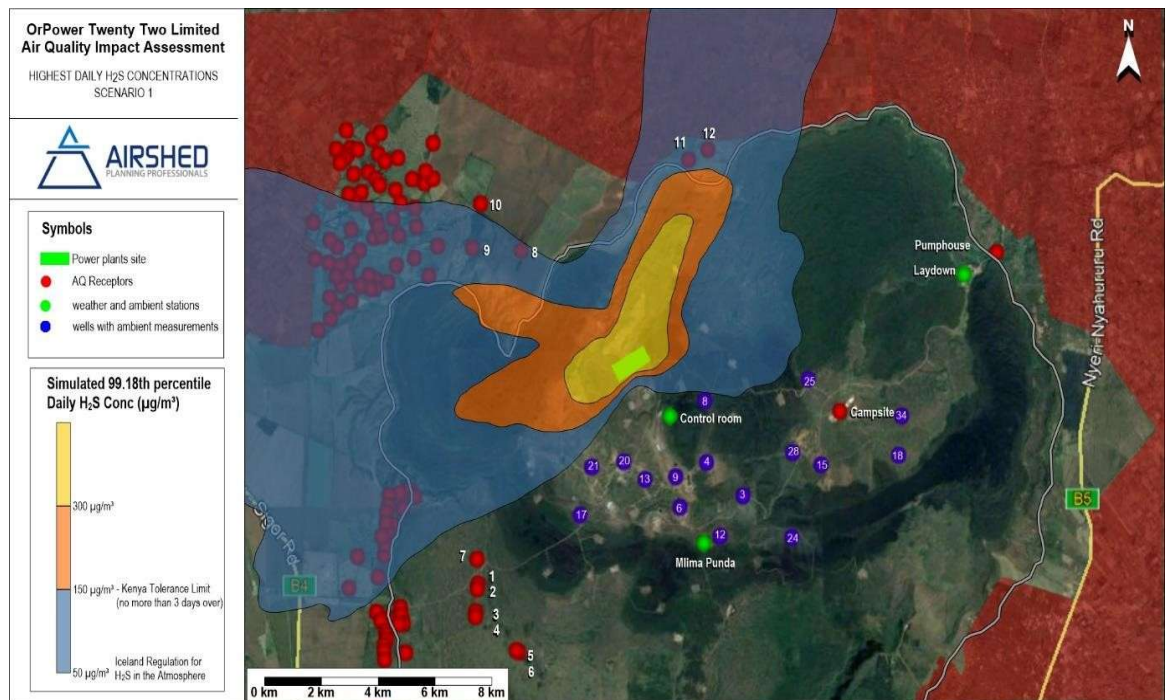 OrPower Twenty Two Limited
Air Quality Impact Assessment
HIGHEST DAILY H2S CONCENTRATIONS
SCENARIO 1
AIRSHED
PLANNING PROFESSIONALS
Symbols
Power plants site
AQ Receptors
weather and ambient stations
wells with ambient measurements
Simulated 99.18th percentile
Daily H₂S Conc (µg/m³)
300 µg/m³
150 µg/m³ - Kenya Tolerance Limit
(no more than 3 days over)
50 µg/m³
Iceland Regulation for
H₂S in the Atmosphere
N
12
11
10
9
8
Pumphouse
Laydown
Nyeri-Nyahururu Rd
25
8
Control room
Campsite
34
28
18
21
20
4
15
13
9
3
6
17
12
24
B5
Mlima Punda
Sigor Rd
B4
7
1
2
3
4
5
6
0 km
2 km
4 km
6 km
8 km